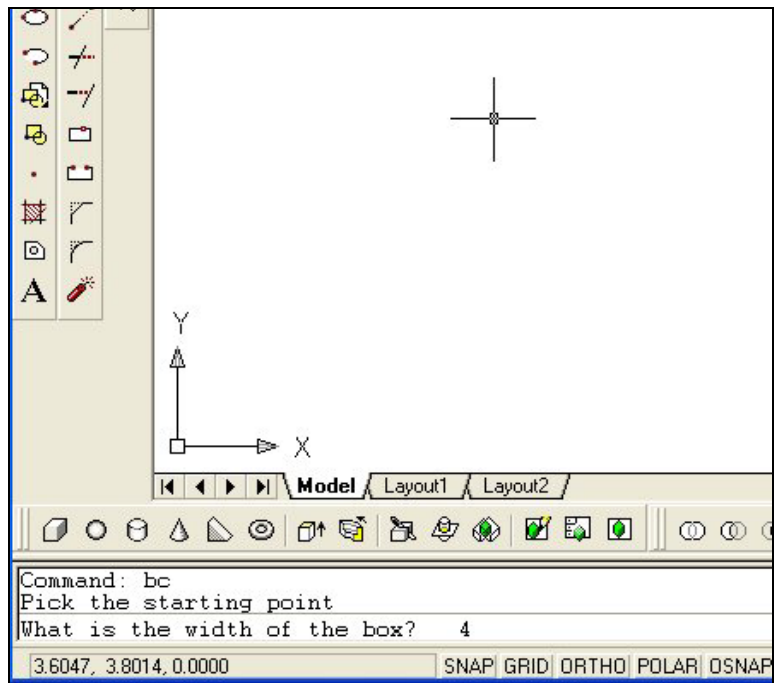 A
Y
X
Model Layout1 Layout2
Command: bc
Pick the starting point
What is the width of the box? 4
3.6047, 3.8014, 0.0000 SNAP GRID ORTHO POLAR OSNAP